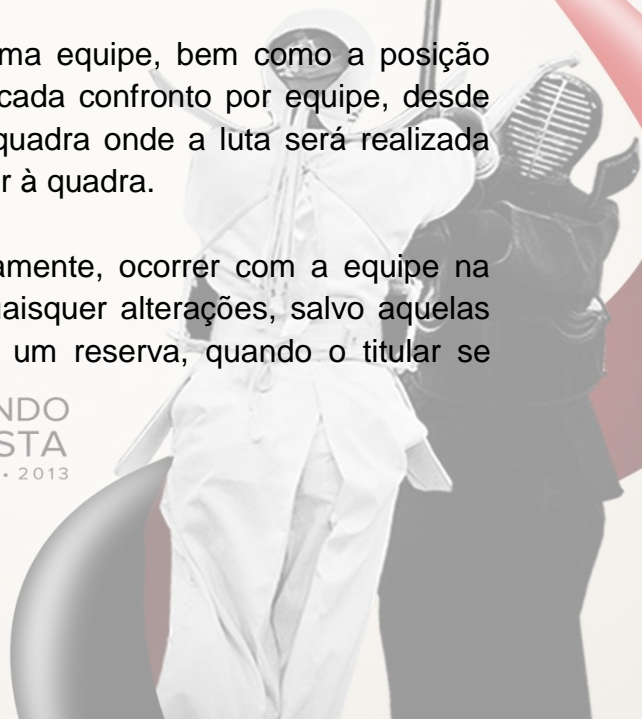 ma equipe, bem como a posição
cada confronto por equipe, desde
quadra onde a luta será realizada
r à quadra.
amente, ocorrer com a equipe na
uaisquer alterações, salvo aquelas
um reserva, quando o titular se
NDO
STA
• 2013